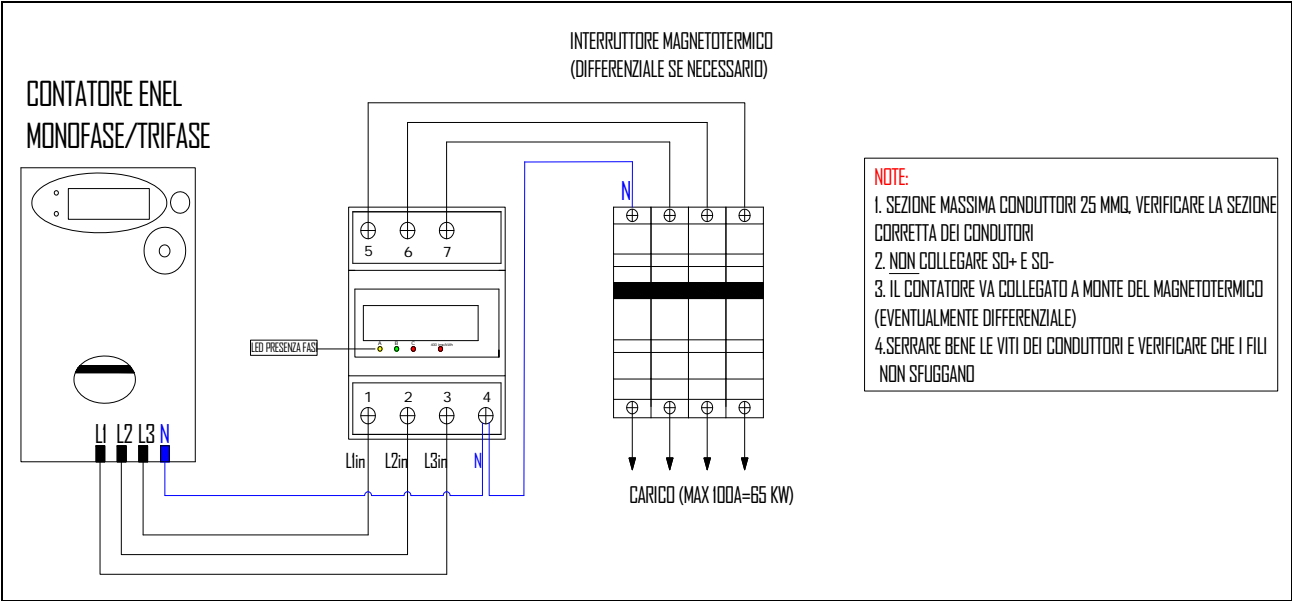 INTERRUTTORE MAGNETOTERMICO
(DIFFERENZIALE SE NECESSARIO)
CONTATORE ENEL
MONOFASE/TRIFASE
N
5 6 7
NOTE:
1. SEZIONE MASSIMA CONDUTTORI 25 MMQ, VERIFICARE LA SEZIONE
CORRETTA DEI CONDUTORI
2. NON COLLEGARE SO+ E SO-
3. IL CONTATORE VA COLLEGATO A MONTE DEL MAGNETOTERMICO
(EVENTUALMENTE DIFFERENZIALE)
4.SERRARE BENE LE VITI DEI CONDUTTORI E VERIFICARE CHE I FILI
NON SFUGGANO
LED PRESENZA FASI
A B C
1 2 3 4
L1 L2 L3 N
L1in L2in L3in N
CARICO (MAX 100A=65 KW)